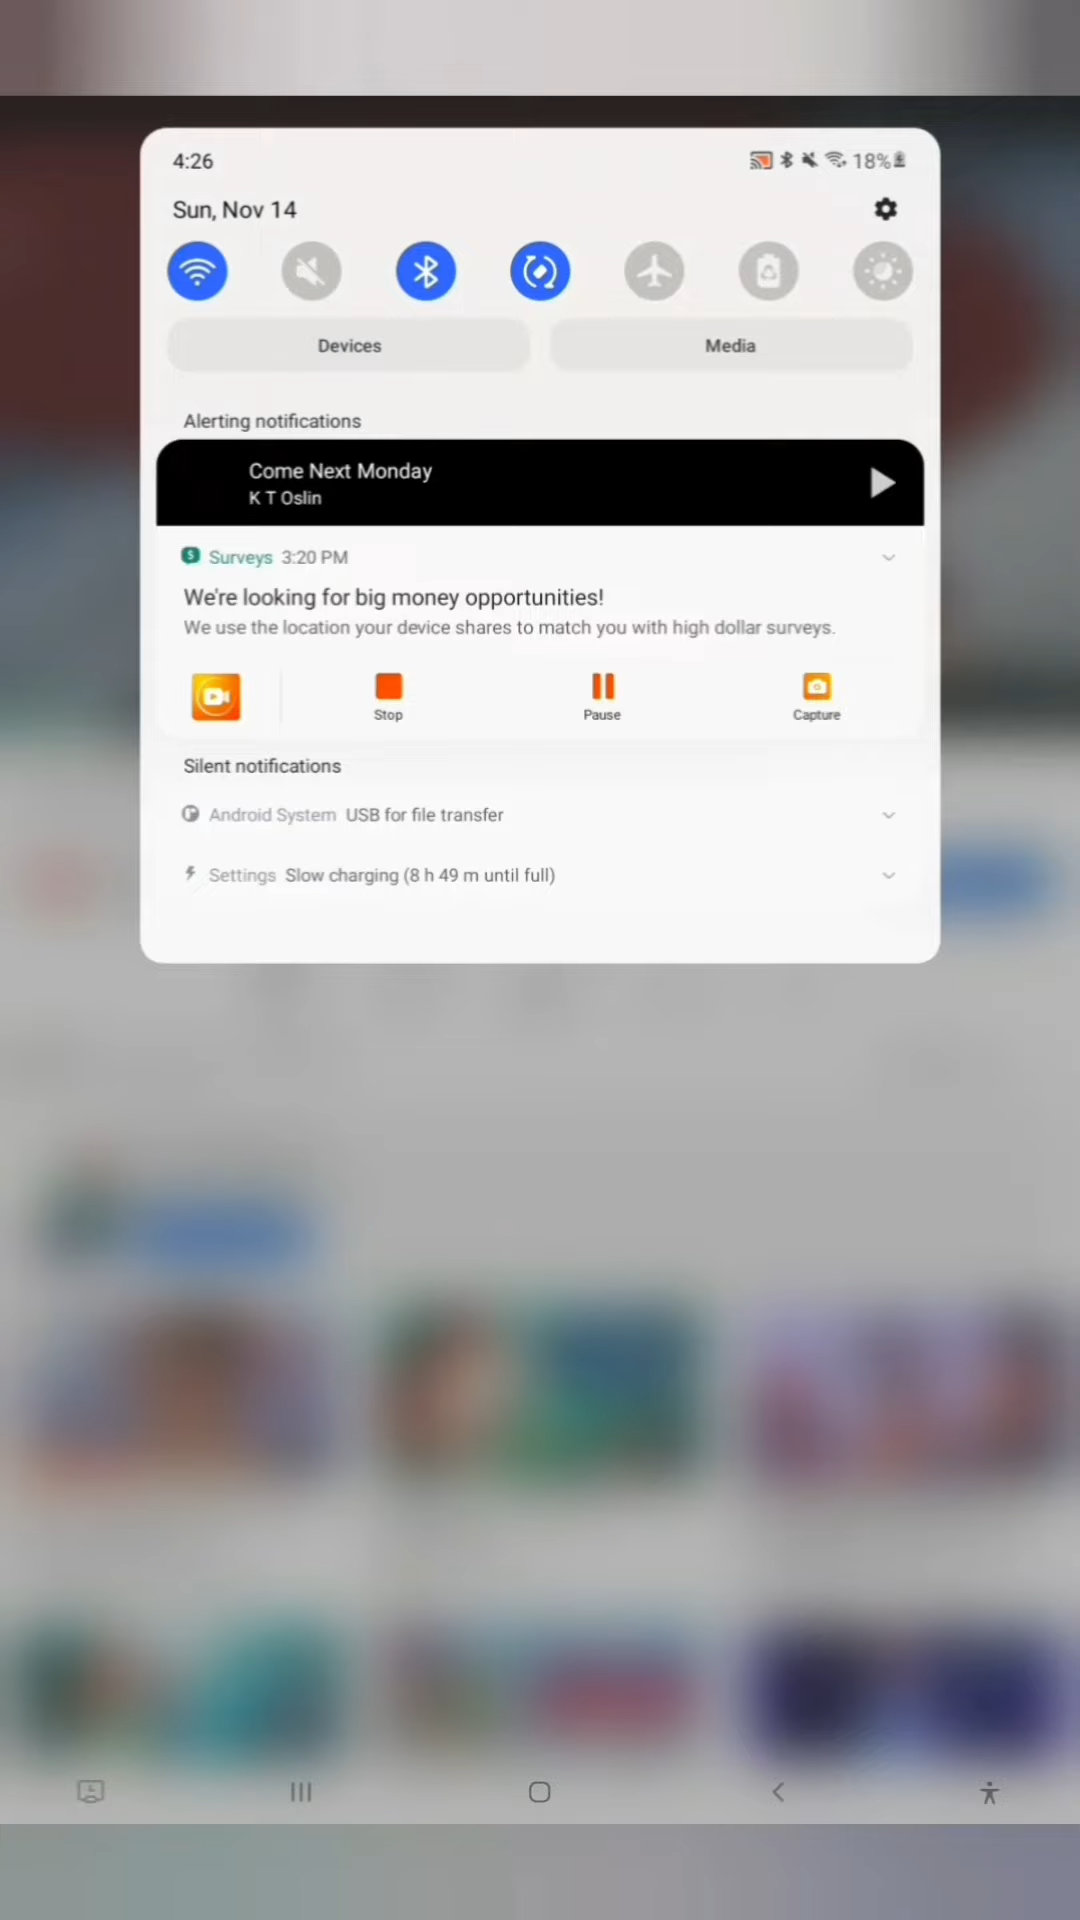 4:26
18%
Sun, Nov 14
Devices
Media
Alerting notifications
Come Next Monday
K T Oslin
Surveys 3:20 PM
We're looking for big money opportunities!
We use the location your device shares to match you with high dollar surveys.
Stop
Pause
Capture
Silent notifications
Android System USB for file transfer
Settings Slow charging (8 h 49 m until full)